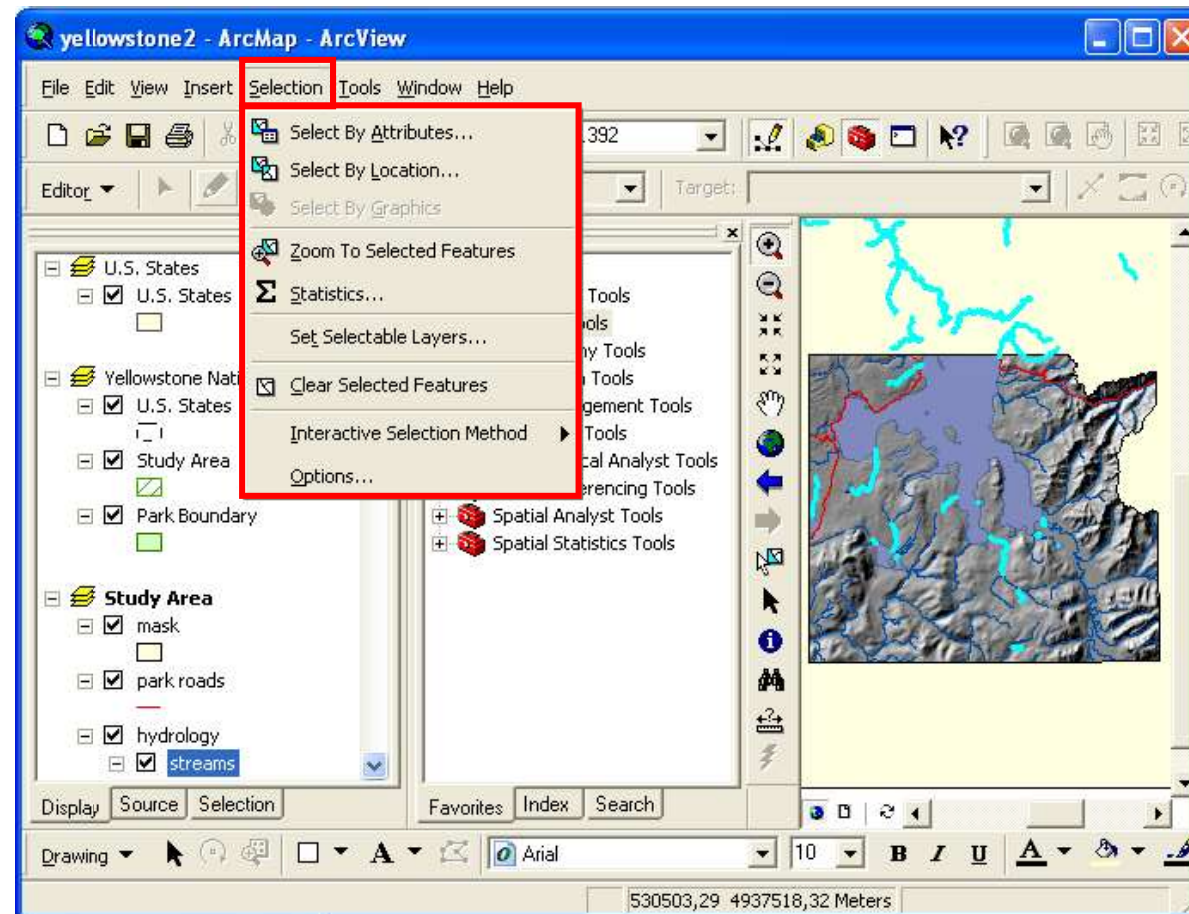 yellowstone2 - ArcMap - ArcView
File Edit View Insert Selection Tools Window Help
Select By Attributes...
.392
Select By Location...
Editor
Target:
Select By Graphics
Zoom To Selected Features
Statistics...
Set Selectable Layers...
Clear Selected Features
Interactive Selection Method
Options...
U.S. States
U.S. States
Yellowstone Nati
U.S. States
Study Area
Park Boundary
Study Area
mask
park roads
hydrology
streams
Display Source Selection
Tools
ools
hy Tools
Tools
gement Tools
Tools
cal Analyst Tools
erencing Tools
Spatial Analyst Tools
Spatial Statistics Tools
Favorites Index Search
Drawing A Arial 10 B I U A
530503,29 4937518,32 Meters